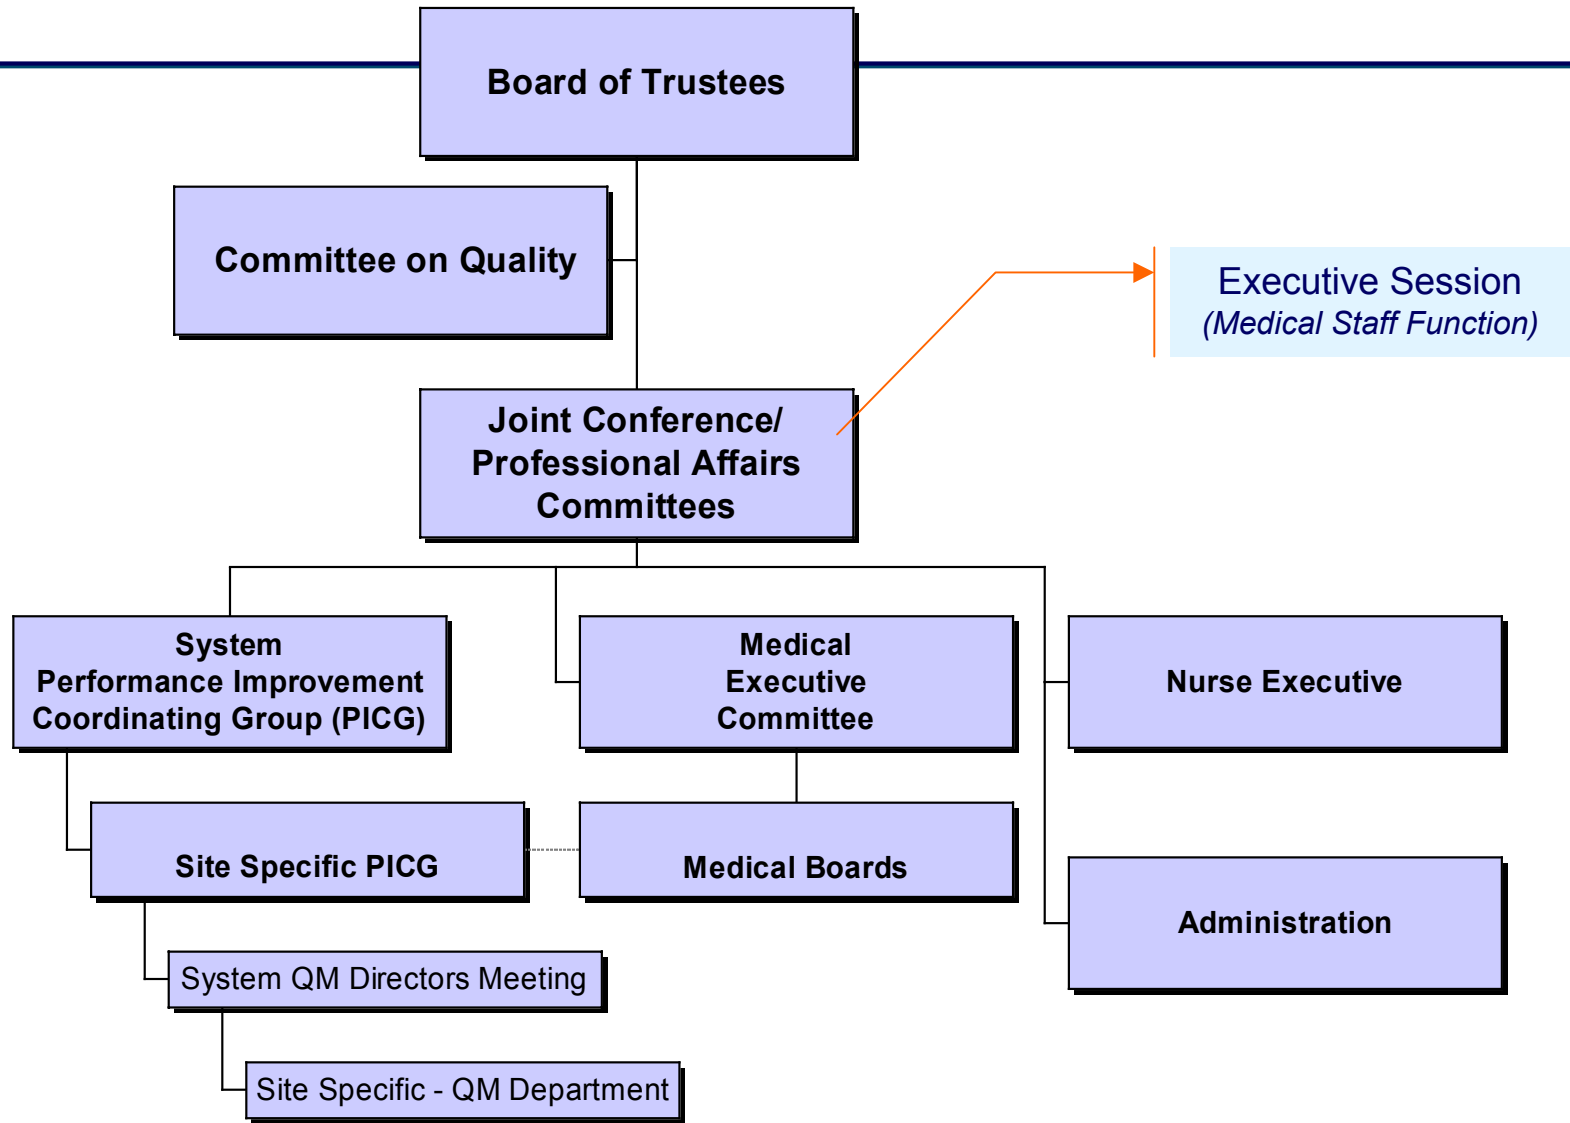 Board of Trustees
Committee on Quality
Executive Session
(Medical Staff Function)
Joint Conference/
Professional Affairs
Committees
System
Performance Improvement
Coordinating Group (PICG)
Medical
Executive
Committee
Nurse Executive
Site Specific PICG
Medical Boards
Administration
System QM Directors Meeting
Site Specific - QM Department